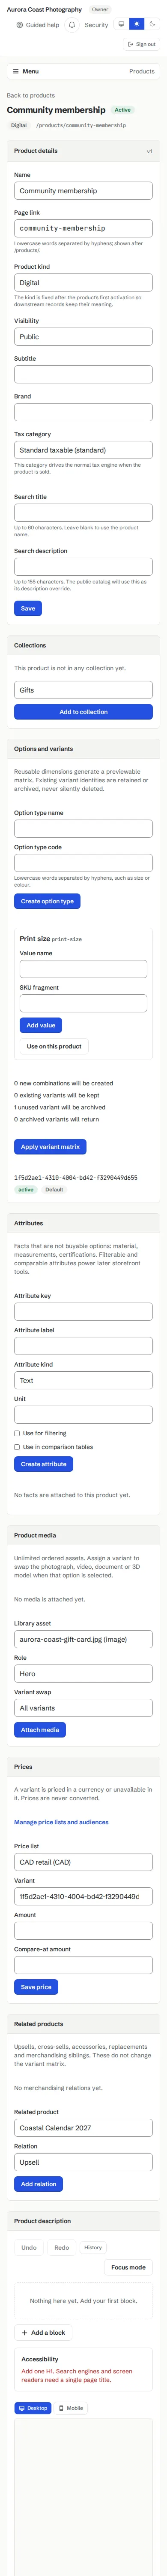 Aurora Coast Photography Owner
Guided help Security
Sign out
Menu Products
Back to products
Community membership Active
Digital /products/community-membership
Product details v1
Name
Community membership
Page link
community-membership
Lowercase words separated by hyphens; shown after
/products/.
Product kind
Digital
The kind is fixed after the products first activation so
downstream records keep their meaning.
Visibility
Public
Subtitle
Brand
Tax category
Standard taxable (standard)
This category drives the normal tax engine when the
product is sold.
Search title
Up to 60 characters. Leave blank to use the product
name.
Search description
Up to 155 characters. The public catalog will use this as
its description override.
Save
Collections
This product is not in any collection yet.
Gifts
Add to collection
Options and variants
Reusable dimensions generate a previewable
matrix. Existing variant identities are retained or
archived, never silently deleted.
Option type name
Option type code
Lowercase words separated by hyphens, such as size or
colour.
Create option type
Print size print-size
Value name
SKU fragment
Add value
Use on this product
0 new combinations will be created
0 existing variants will be kept
1 unused variant will be archived
0 archived variants will return
Apply variant matrix
1f5d2ae1-4310-4004-bd42-f3290449d655
active Default
Attributes
Facts that are not buyable options: material,
measurements, certifications. Filterable and
comparable attributes power later storefront
tools.
Attribute key
Attribute label
Attribute kind
Text
Unit
Use for filtering
Use in comparison tables
Create attribute
No facts are attached to this product yet.
Product media
Unlimited ordered assets. Assign a variant to
swap the photograph, video, document or 3D
model when that option is selected.
No media is attached yet.
Library asset
aurora-coast-gift-card.jpg (image)
Role
Hero
Variant swap
All variants
Attach media
Prices
A variant is priced in a currency or unavailable in
it. Prices are never converted.
Manage price lists and audiences
Price list
CAD retail (CAD)
Variant
1f5d2ae1-4310-4004-bd42-f3290449c
Amount
Compare-at amount
Save price
Related products
Upsells, cross-sells, accessories, replacements
and merchandising siblings. These do not change
the variant matrix.
No merchandising relations yet.
Related product
Coastal Calendar 2027
Relation
Upsell
Add relation
Product description
Undo Redo History
Focus mode
Nothing here yet. Add your first block.
Add a block
Accessibility
Add one H1. Search engines and screen
readers need a single page title.
Desktop Mobile